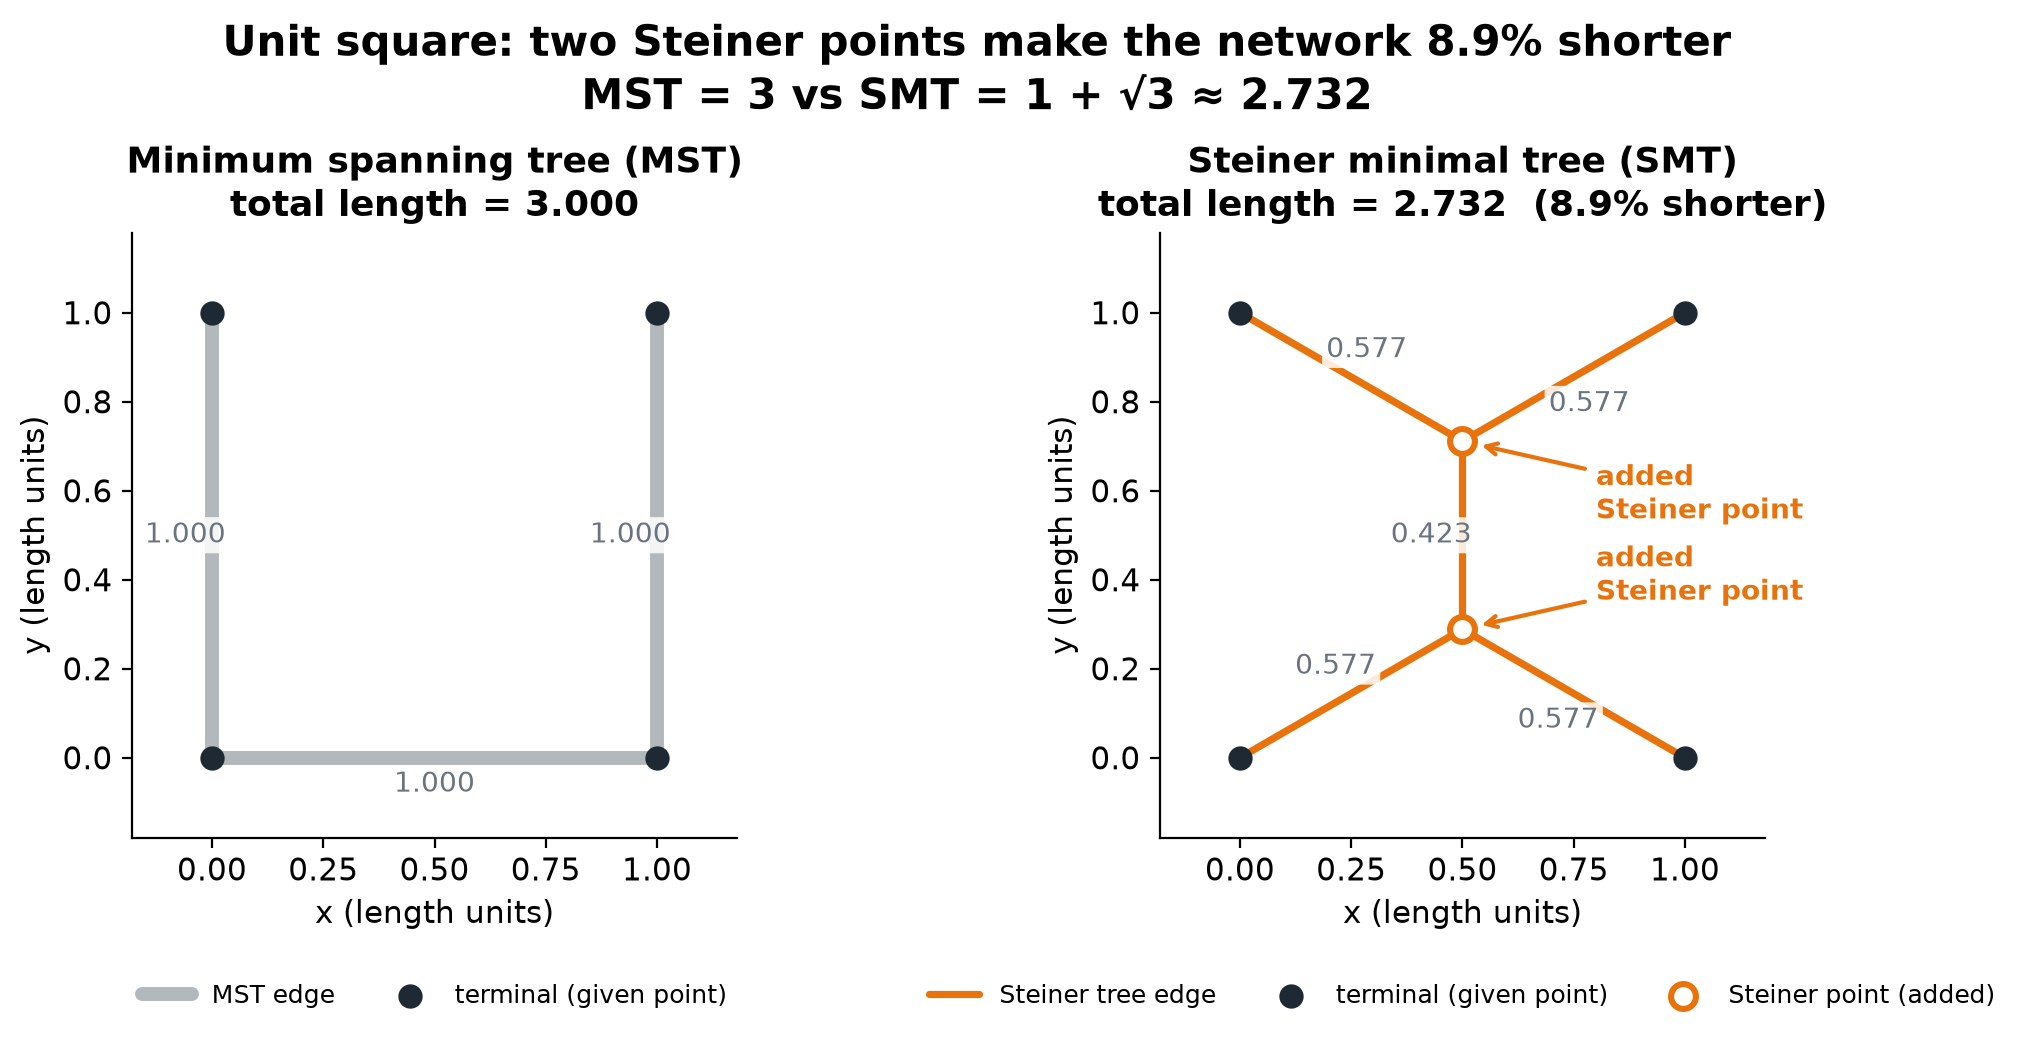 Unit square: two Steiner points make the network 8.9% shorter
MST = 3 vs SMT = 1 + √3 ≈ 2.732
Minimum spanning tree (MST)
total length = 3.000
y (length units)
1.0
0.8
0.6
0.4
0.2
0.0
1.000
1.000
1.000
0.00 0.25 0.50 0.75 1.00
x (length units)
MST edge
terminal (given point)
Steiner minimal tree (SMT)
total length = 2.732 (8.9% shorter)
y (length units)
1.0
0.8
0.6
0.4
0.2
0.0
0.577
0.577
added
Steiner point
0.423
added
Steiner point
0.577
0.577
0.00 0.25 0.50 0.75 1.00
x (length units)
Steiner tree edge
terminal (given point)
Steiner point (added)